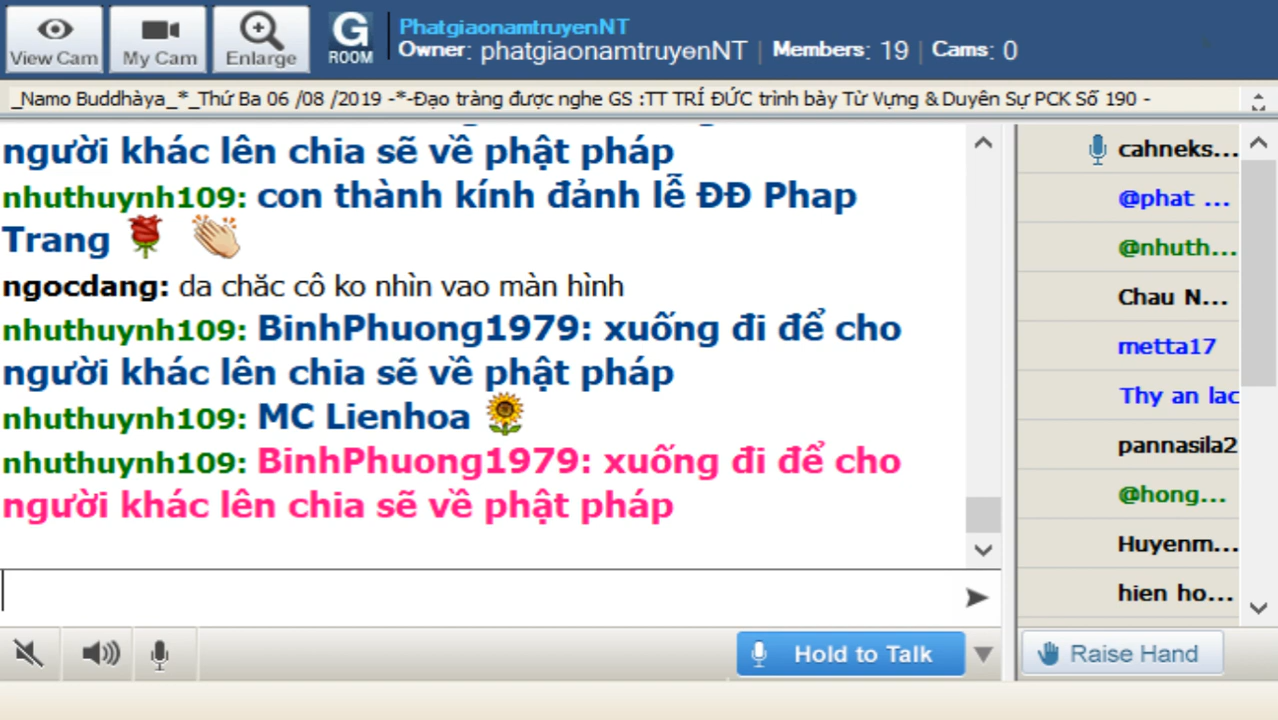 View Cam
My Cam
Enlarge
G
ROOM
PhatgiaonamtruyenNT
Owner: phatgiaonamtruyenNT | Members: 19 | Cams: 0
_Namo Buddhàya_*_Thứ Ba 06 /08 /2019 -*-Đạo tràng được nghe GS :TT TRÍ ĐỨC trình bày Từ Vựng & Duyên Sự PCK Số 190 -
người khác lên chia sẽ về phật pháp
nhuthuynh109: con thành kính đảnh lễ ĐĐ Phap
Trang
ngocdang: da chăc cô ko nhìn vao màn hình
nhuthuynh109: BinhPhuong1979: xuống đi để cho
người khác lên chia sẽ về phật pháp
nhuthuynh109: MC Lienhoa
nhuthuynh109: BinhPhuong1979: xuống đi để cho
người khác lên chia sẽ về phật pháp
cahneks...
@phat ...
@nhuth...
Chau N...
metta17
Thy an lac
pannasila2
@hong...
Huyenm...
hien ho...
Hold to Talk
Raise Hand